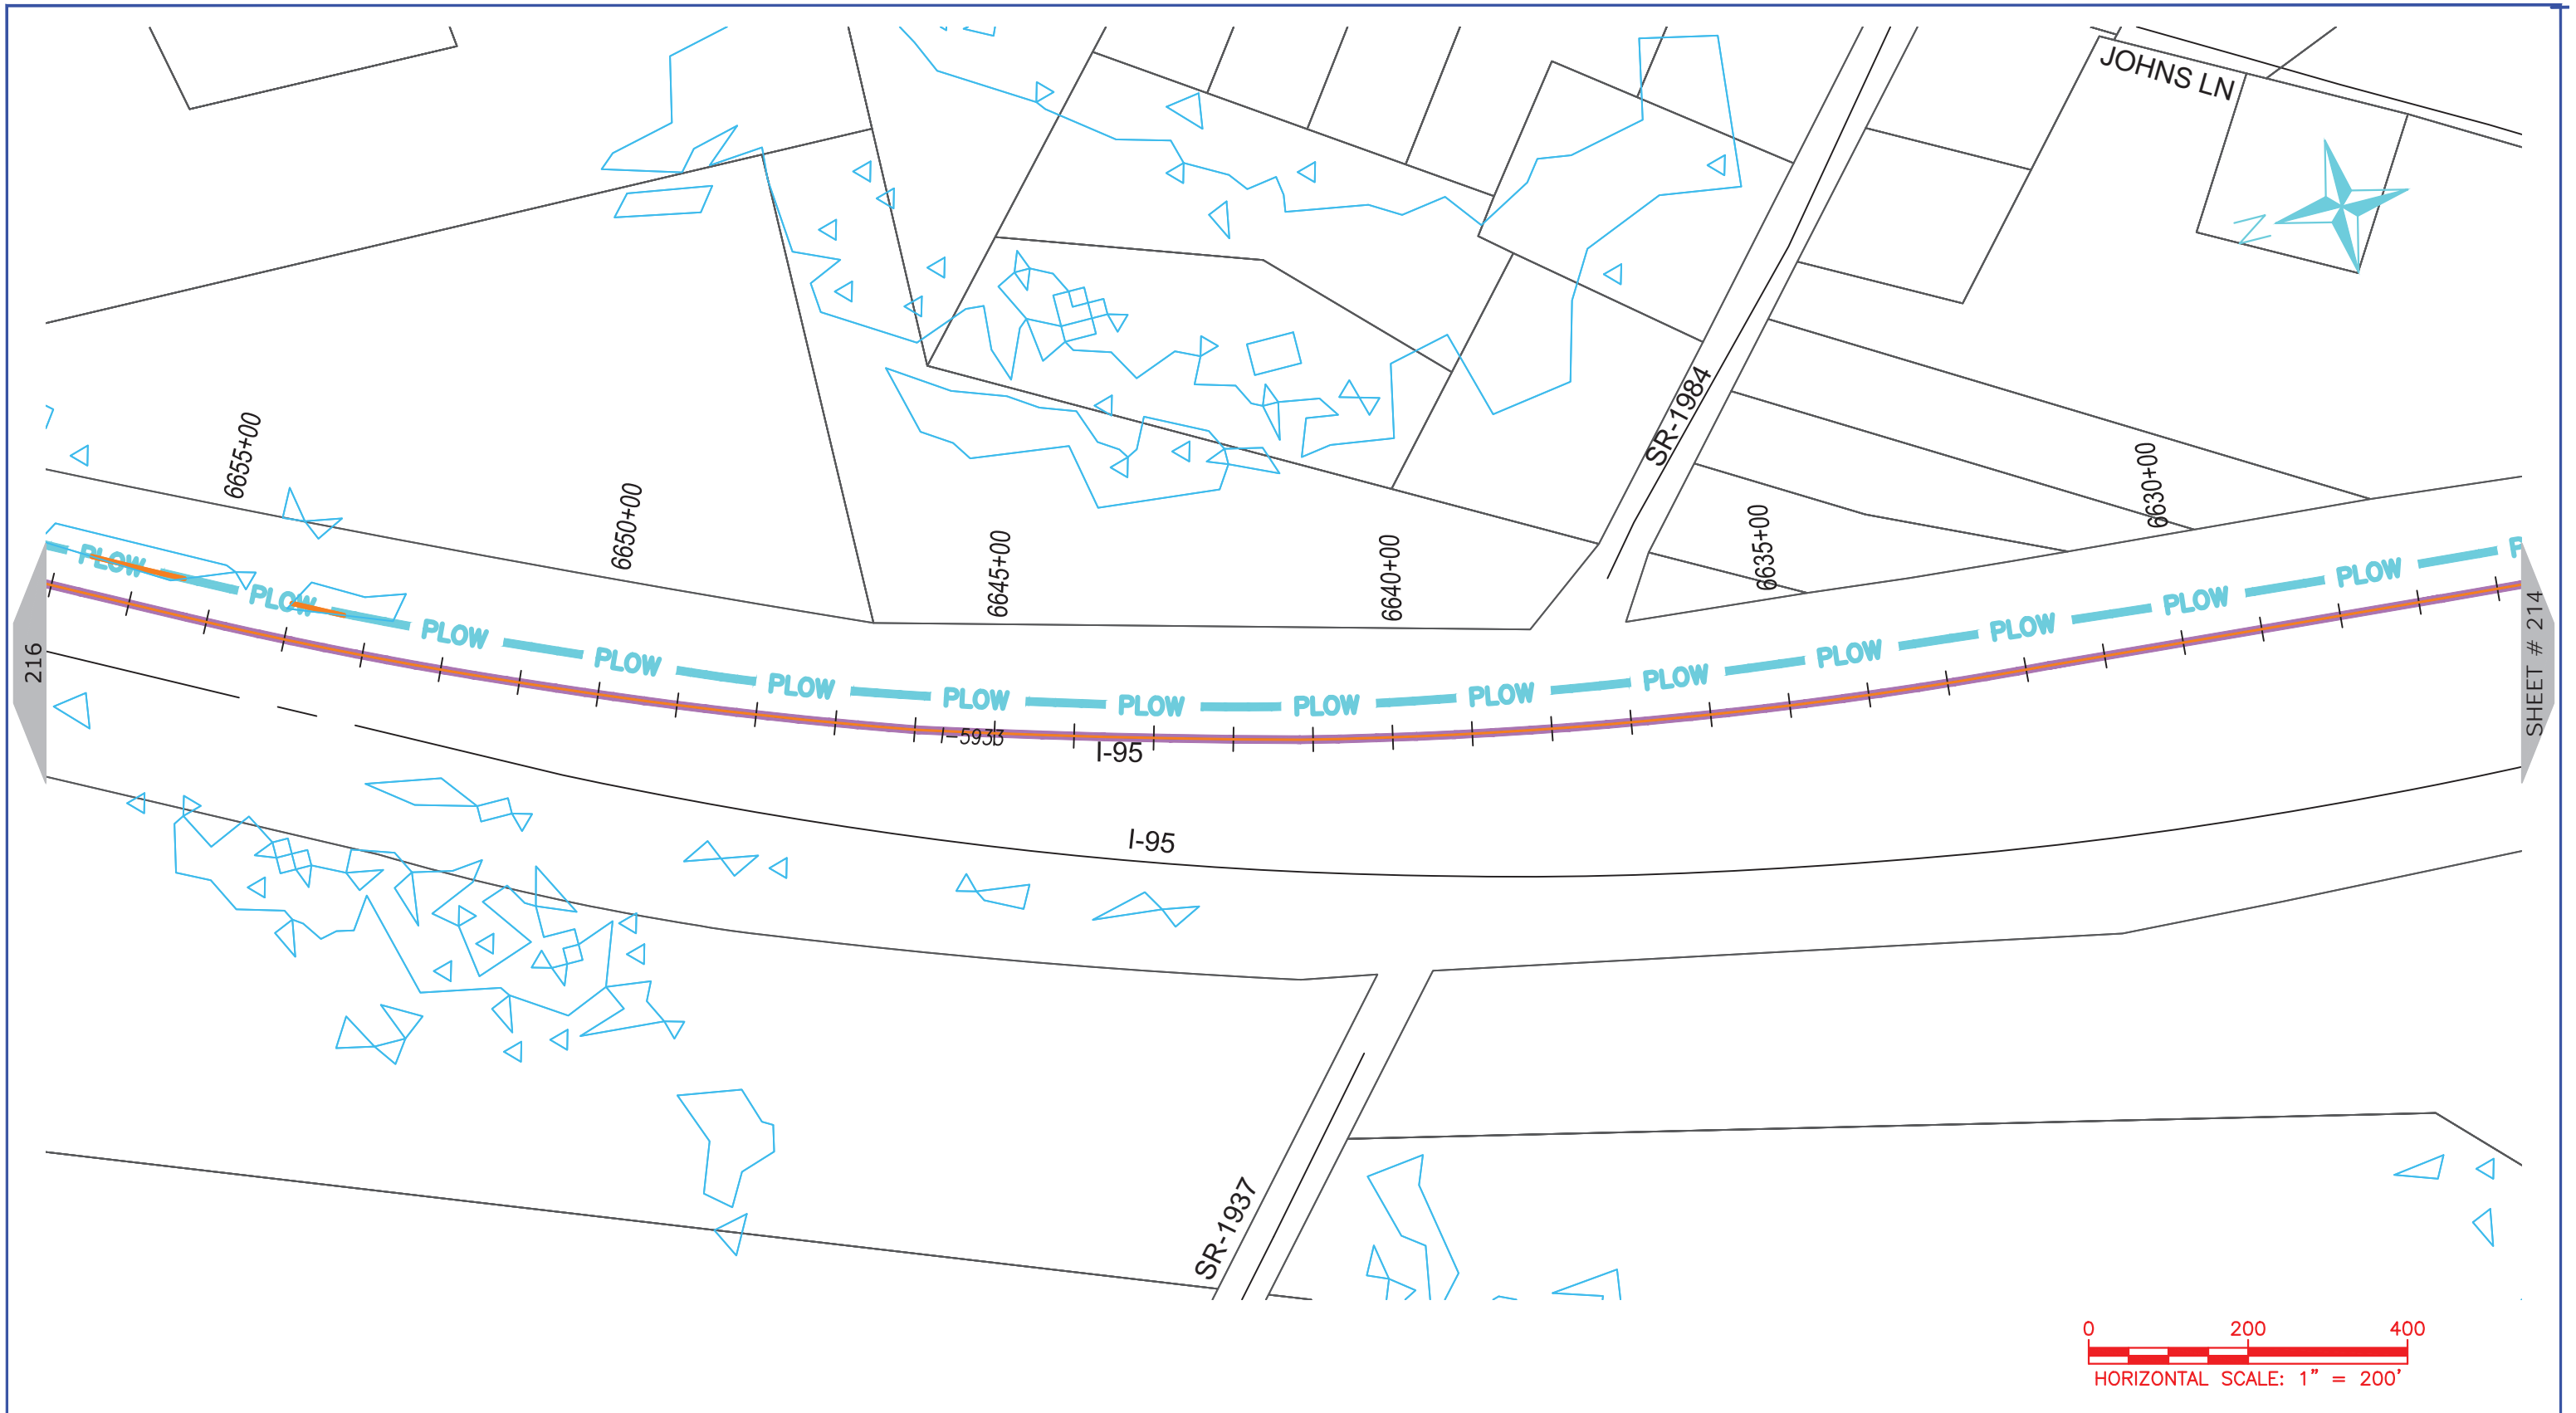 JOHNS LN
N
SR-1984
6655+00
6650+00
6645+00
6640+00
6635+00
6630+00
PLOW PLOW PLOW PLOW PLOW PLOW PLOW PLOW PLOW PLOW PLOW PLOW PLOW PLOW P
216
SHEET # 214
I-5933
I-95
I-95
SR-1937
0 200 400
HORIZONTAL SCALE: 1” = 200’